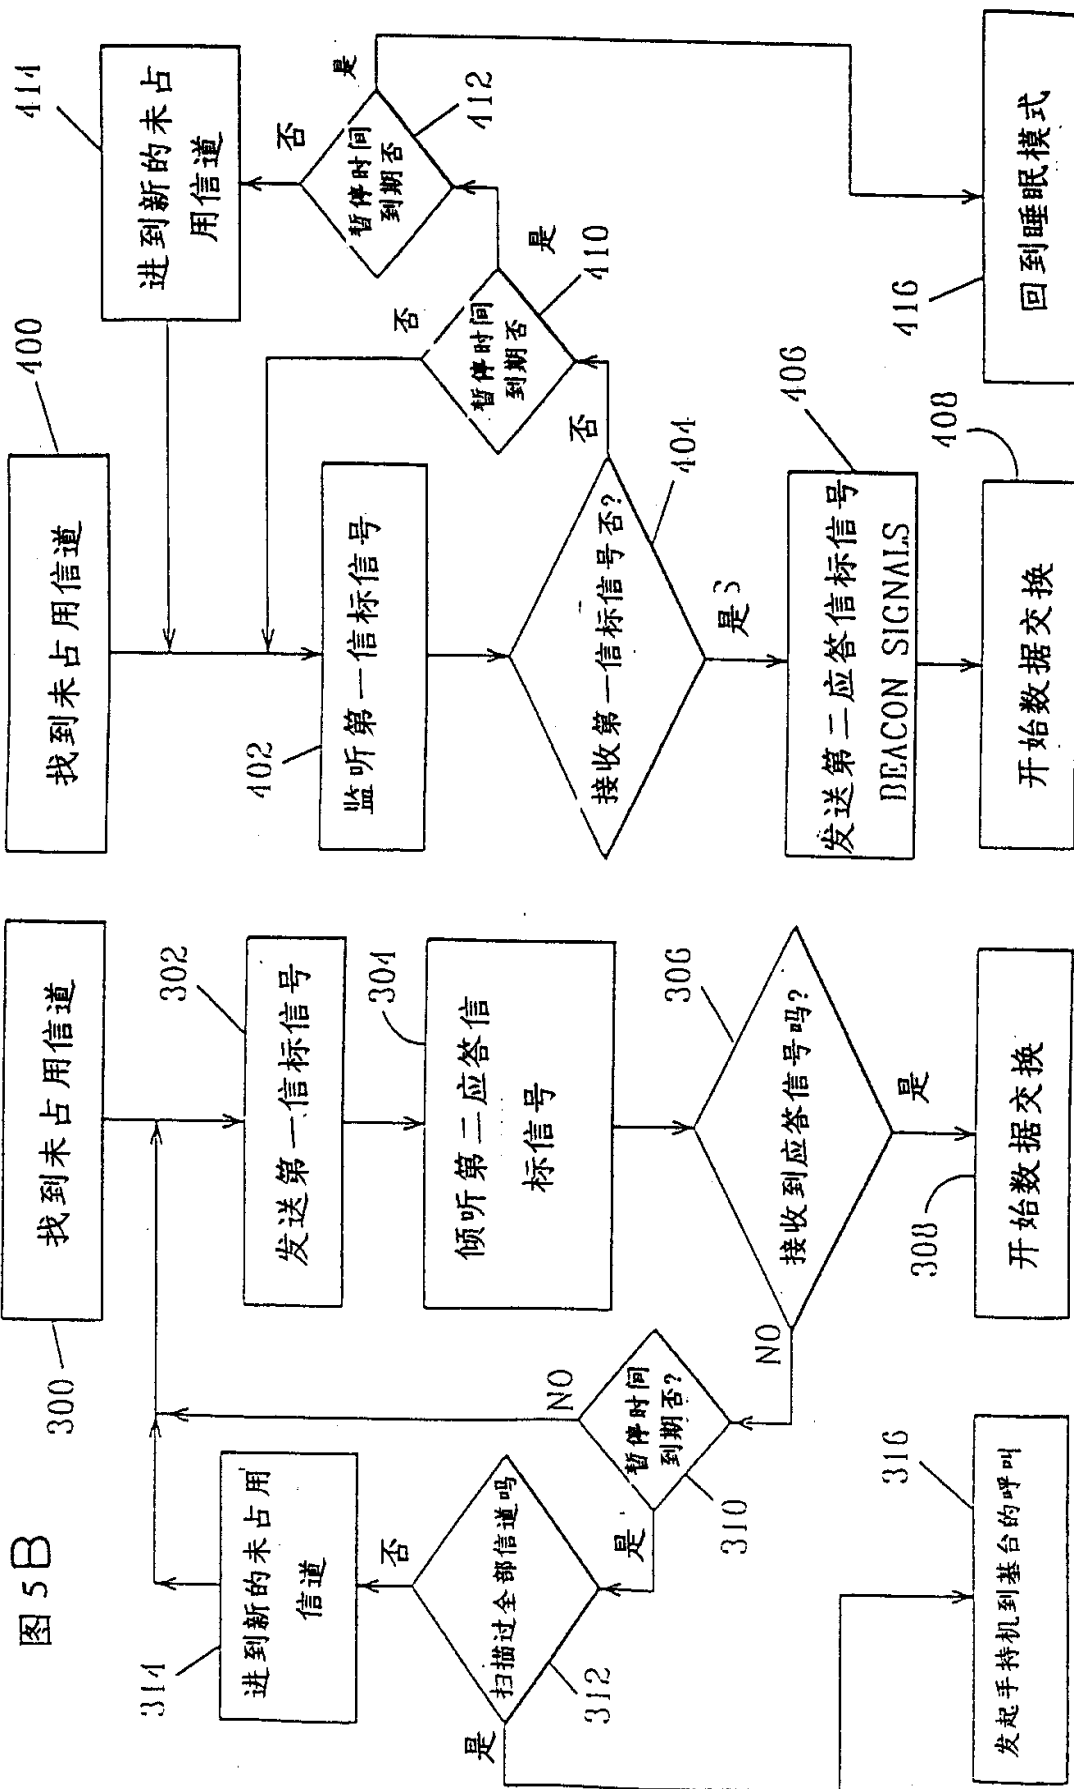 图 5B
300
找到未占用信道
302
发送第一信标信号
304
倾听第二应答信
标信号
306
接收到应答信号吗?
是
308
开始数据交换
NO
暂停时间
到期否?
310
NO
是
扫描过全部信道吗
312
否
进到新的未占用
信道
314
是
316
发起手持机到基台的呼叫
400
找到未占用信道
402
监听第一信标信号
404
接收第一信标信号否?
是S
406
发送第二应答信标信号
BEACON SIGNALS
408
开始数据交换
否
暂停时间
到期否
410
否
是
暂停时间
到期否
412
否
进到新的未占
用信道
414
是
416
回到睡眠模式